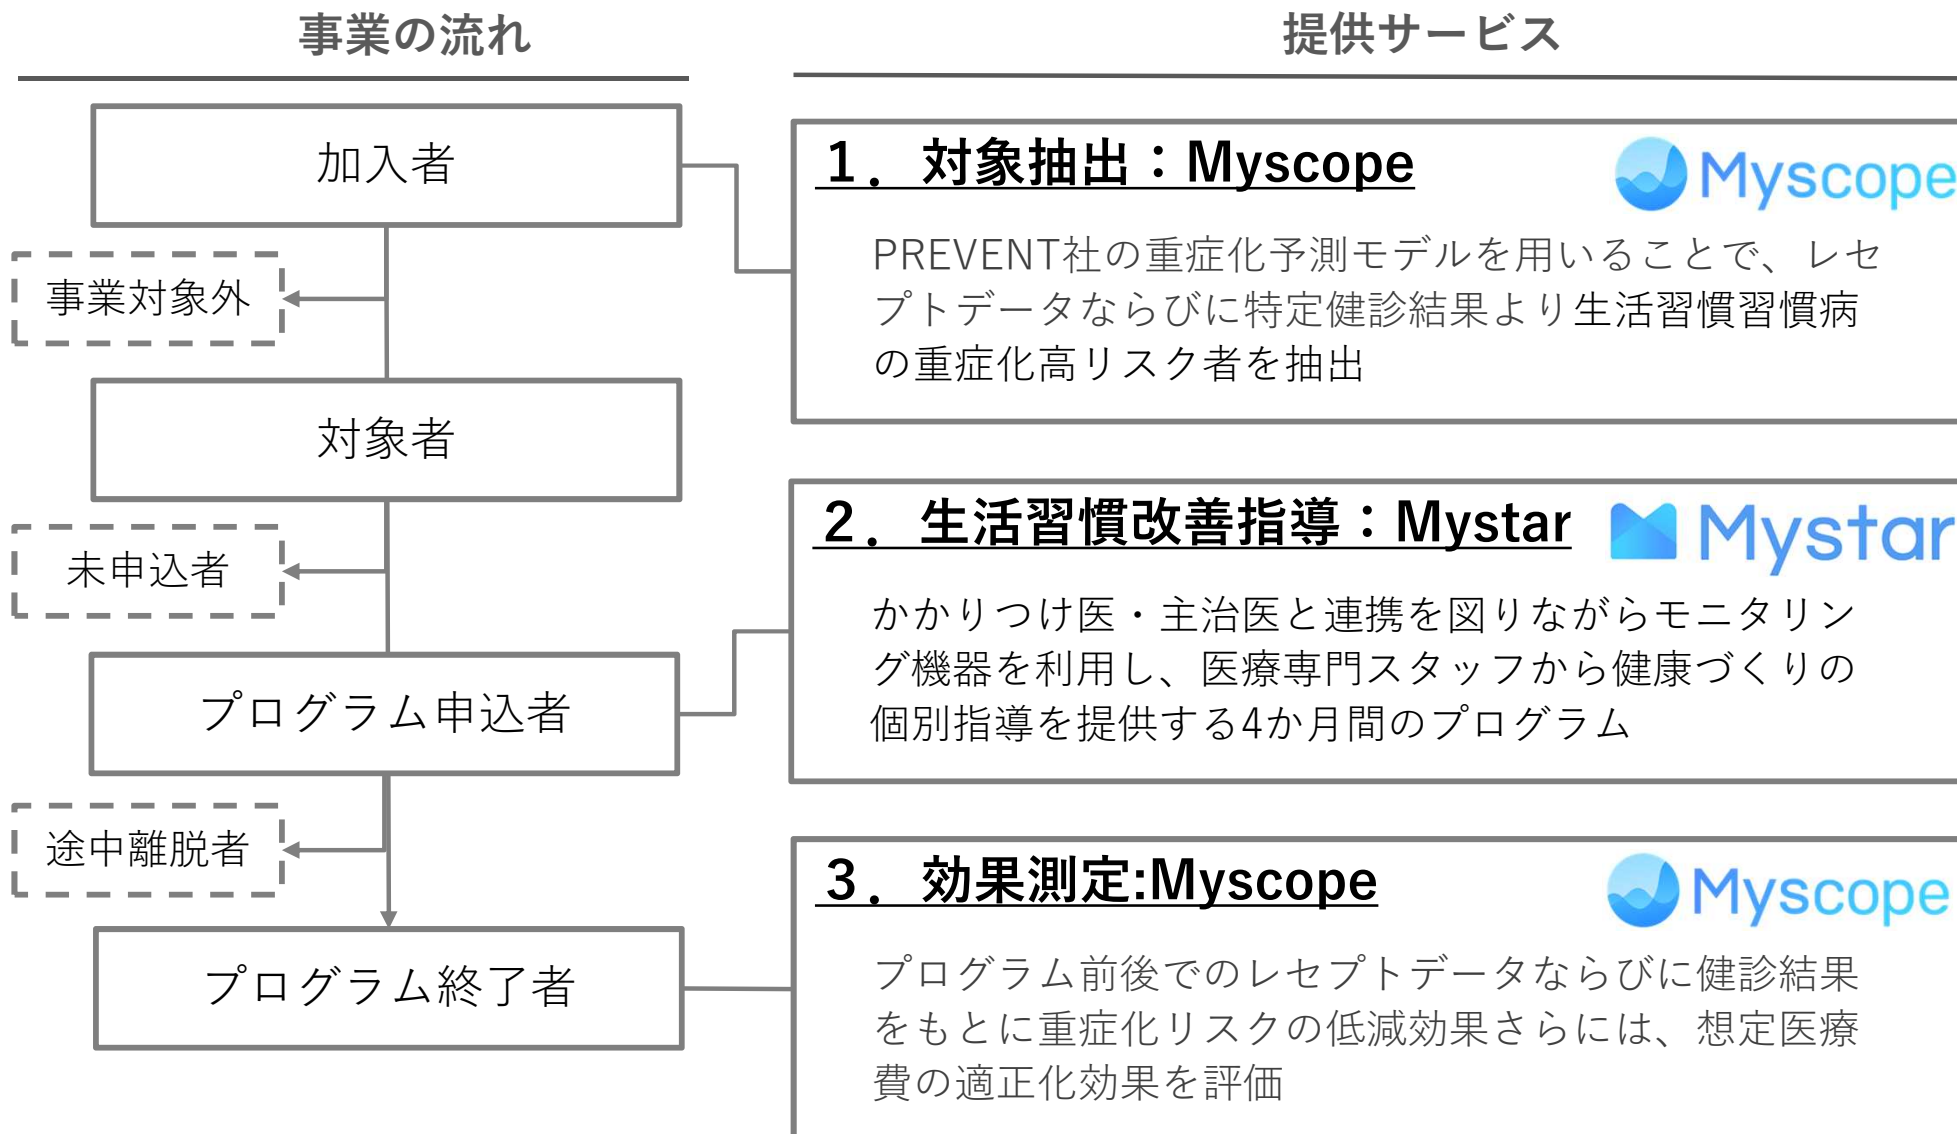 事業の流れ
加入者
事業対象外
対象者
未申込者
プログラム申込者
途中離脱者
プログラム終了者
提供サービス
１．対象抽出：Myscope
Myscope
PREVENT社の重症化予測モデルを用いることで、レセ
プトデータならびに特定健診結果より生活習慣習慣病
の重症化高リスク者を抽出
２．生活習慣改善指導：Mystar
Mystar
かかりつけ医・主治医と連携を図りながらモニタリン
グ機器を利用し、医療専門スタッフから健康づくりの
個別指導を提供する4か月間のプログラム
３．効果測定:Myscope
Myscope
プログラム前後でのレセプトデータならびに健診結果
をもとに重症化リスクの低減効果さらには、想定医療
費の適正化効果を評価